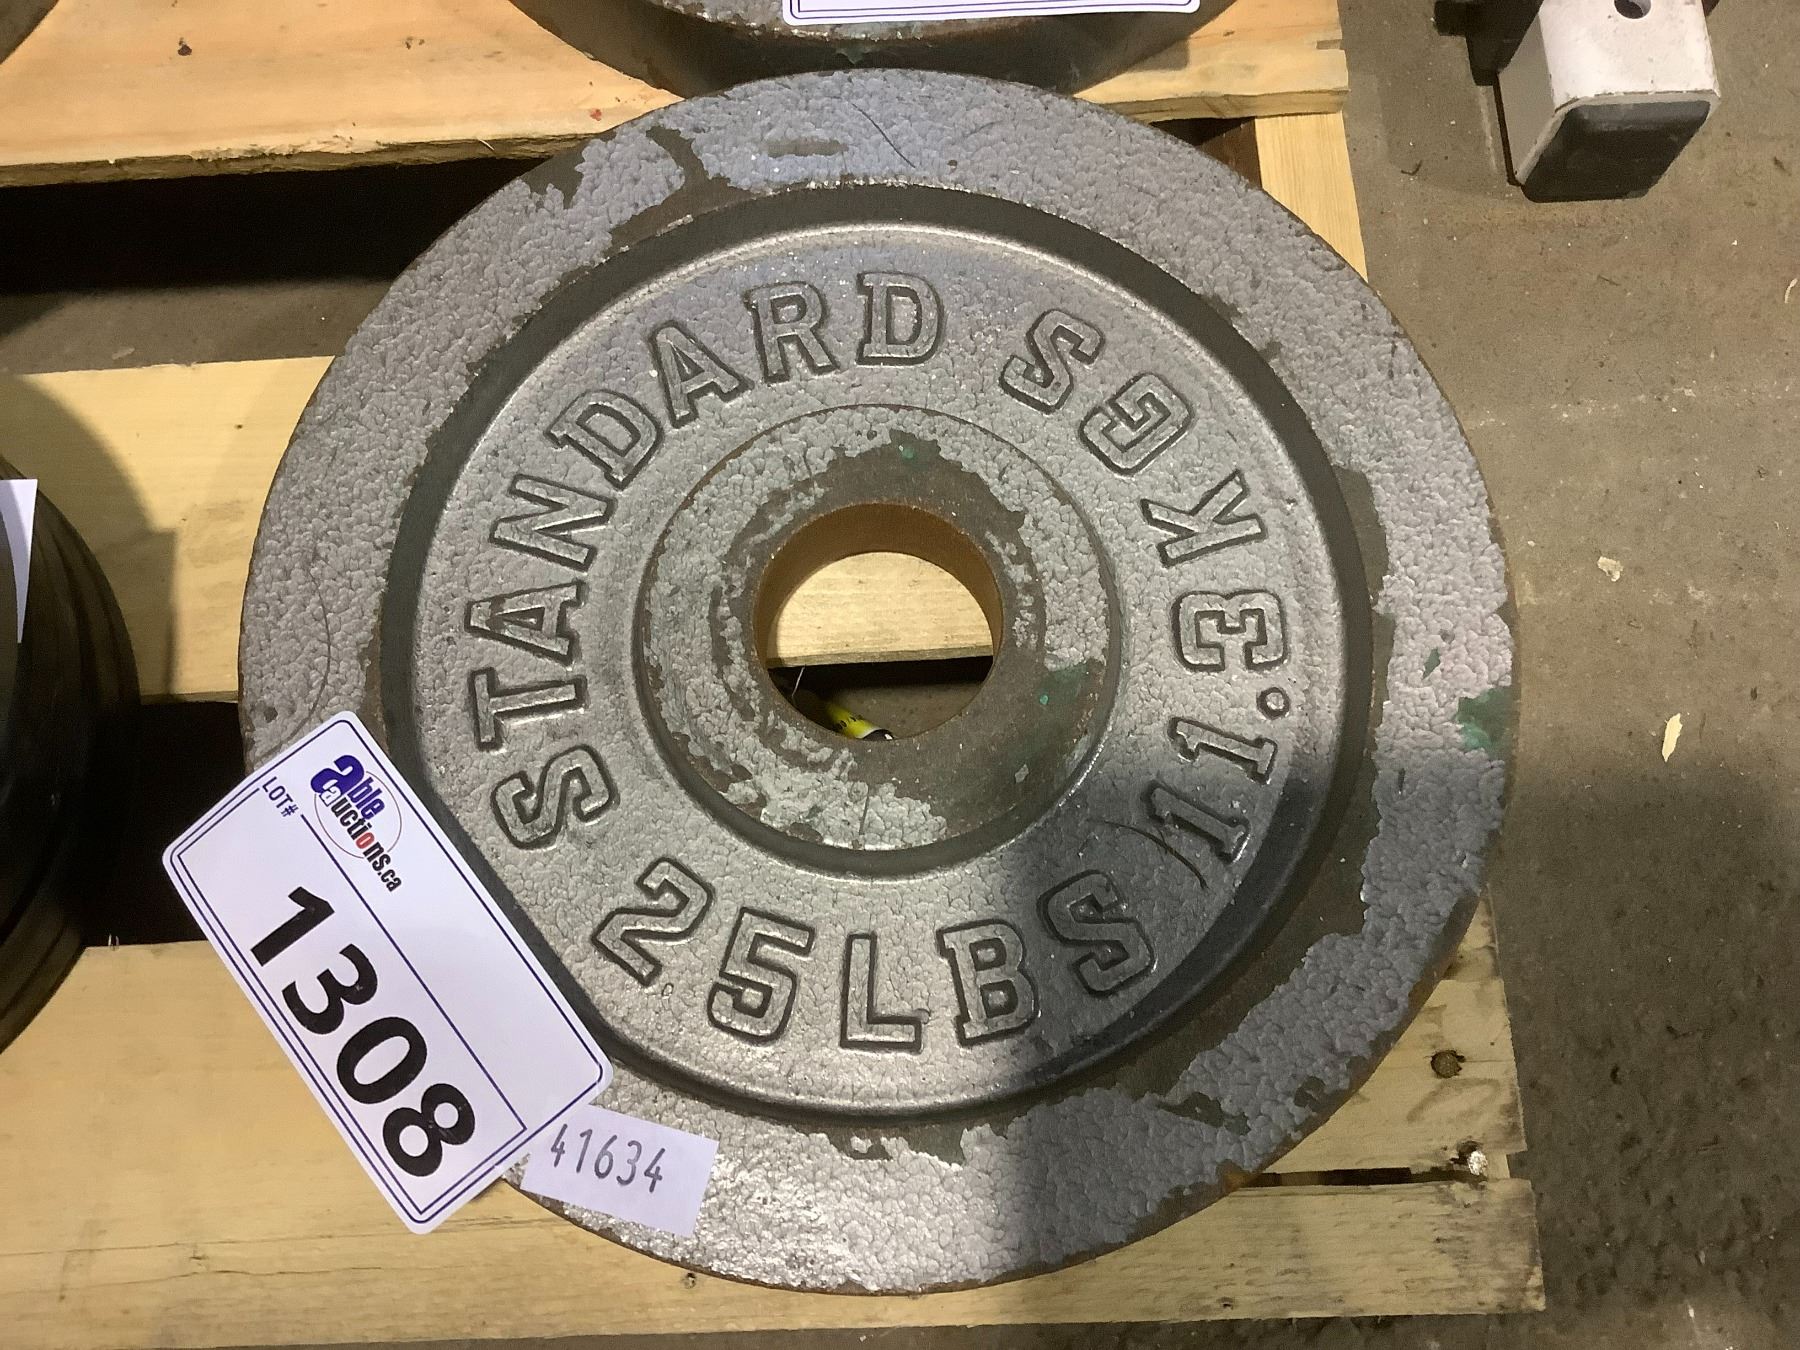 STANDARD
25LBS
11.3KGS
able
auctions.ca
LOT#
1308
41634